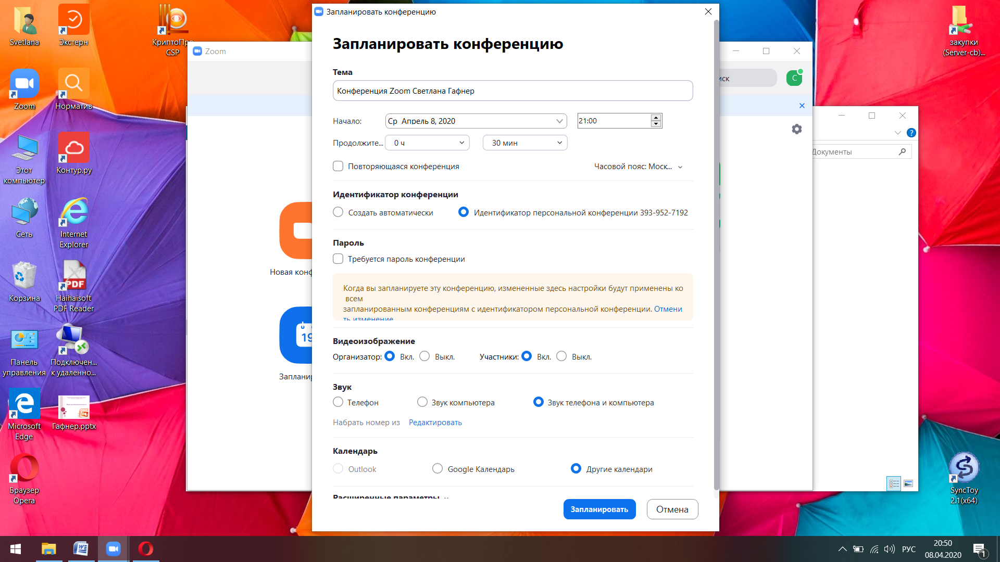 Svetlana
Экстерн
КриптоПро
CSP
закупки
(Server-cb)...
Zoom
Норматив
Этот
компьютер
Контур.ру
Сеть
Internet
Explorer
Корзина
PDF
Haihaisoft
PDF Reader
Панель
управления
Подключен...
к удаленно...
Microsoft
Edge
Гафнер.pptx
Браузер
Opera
SyncToy
2.1(x64)
Zoom
С
Новая конф
19
Запланир
Документы
?
Запланировать конференцию
Запланировать конференцию
Тема
Конференция Zoom Светлана Гафнер
Начало:
Ср Апрель 8, 2020
21:00
Продолжите...
0 ч
30 мин
Повторяющаяся конференция
Часовой пояс: Моск...
Идентификатор конференции
Создать автоматически
Идентификатор персональной конференции 393-952-7192
Пароль
Требуется пароль конференции
Когда вы запланируете эту конференцию, измененные здесь настройки будут применены ко
всем
запланированным конференциям с идентификатором персональной конференции. Отмени
ть изменение
Видеоизображение
Организатор: Вкл. Выкл. Участники: Вкл. Выкл.
Звук
Телефон
Звук компьютера
Звук телефона и компьютера
Набрать номер из Редактировать
Календарь
Outlook
Google Календарь
Другие календари
Расширенные параметры
Запланировать
Отмена
РУС
20:50
08.04.2020
1